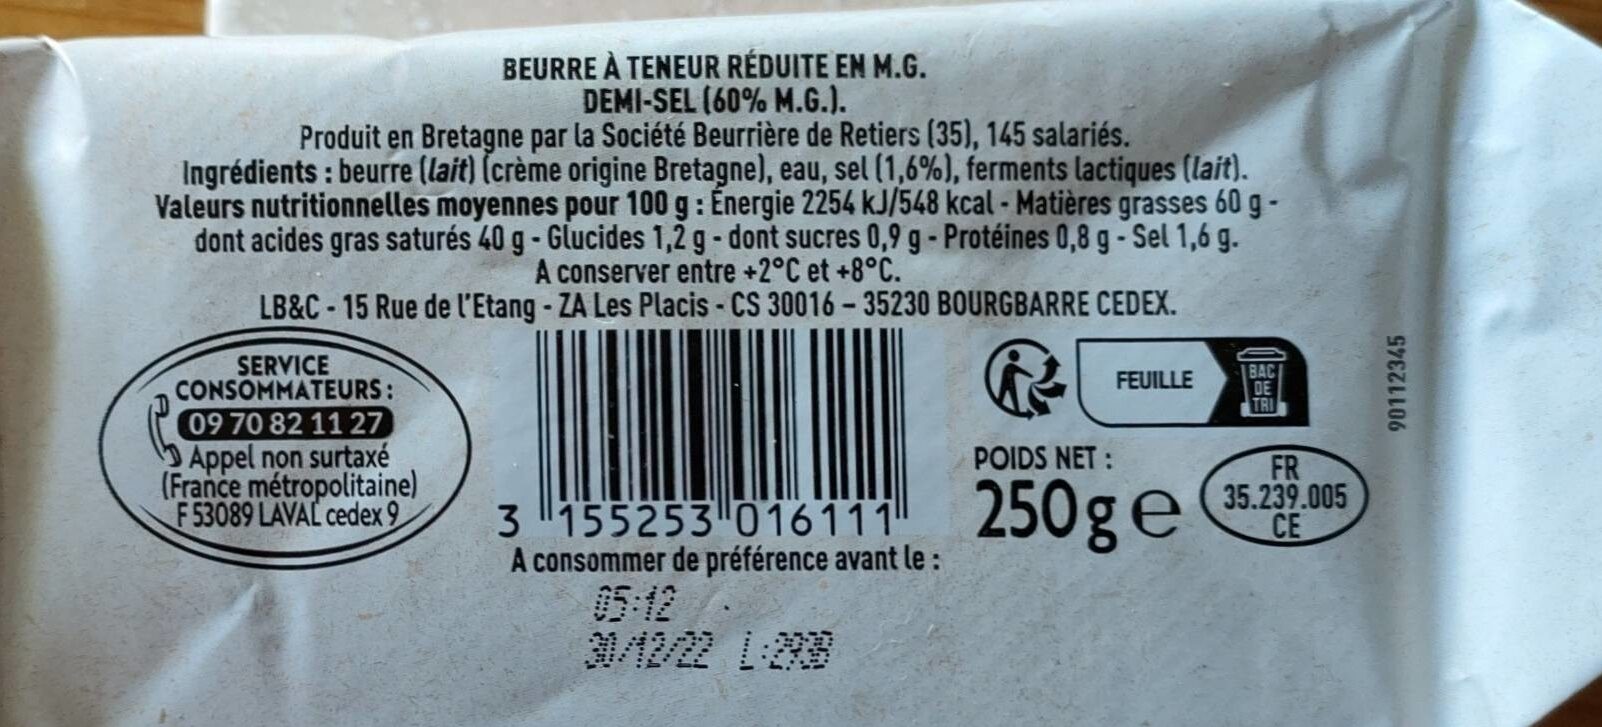 BEURRE À TENEUR RÉDUITE EN M.G.
DEMI-SEL (60% M.G.).
Produit en Bretagne par la Société Beurrière de Retiers (35), 145 salariés.
Ingrédients : beurre (lait) (crème origine Bretagne), eau, sel (1,6%), ferments lactiques (lait).
Valeurs nutritionnelles moyennes pour 100 g : Énergie 2254 kJ/548 kcal - Matières grasses 60 g -
dont acides gras saturés 40 g - Glucides 1,2 g - dont sucres 0,9 g - Protéines 0,8 g - Sel 1,6 g.
A conserver entre +2°C et +8°C.
LB&C - 15 Rue de l'Etang - ZA Les Placis - CS 30016 – 35230 BOURGBARRE CEDEX.
SERVICE
CONSOMMATEURS :
09 70 82 11 27
Appel non surtaxé
(France métropolitaine)
F 53089 LAVAL cedex 9
3 155253 016111
A consommer de préférence avant le :
05:12
30/12/22 L:2938
FEUILLE
BAC
DE
TRI
POIDS NET :
250g e
FR
35.239.005
CE
90112345